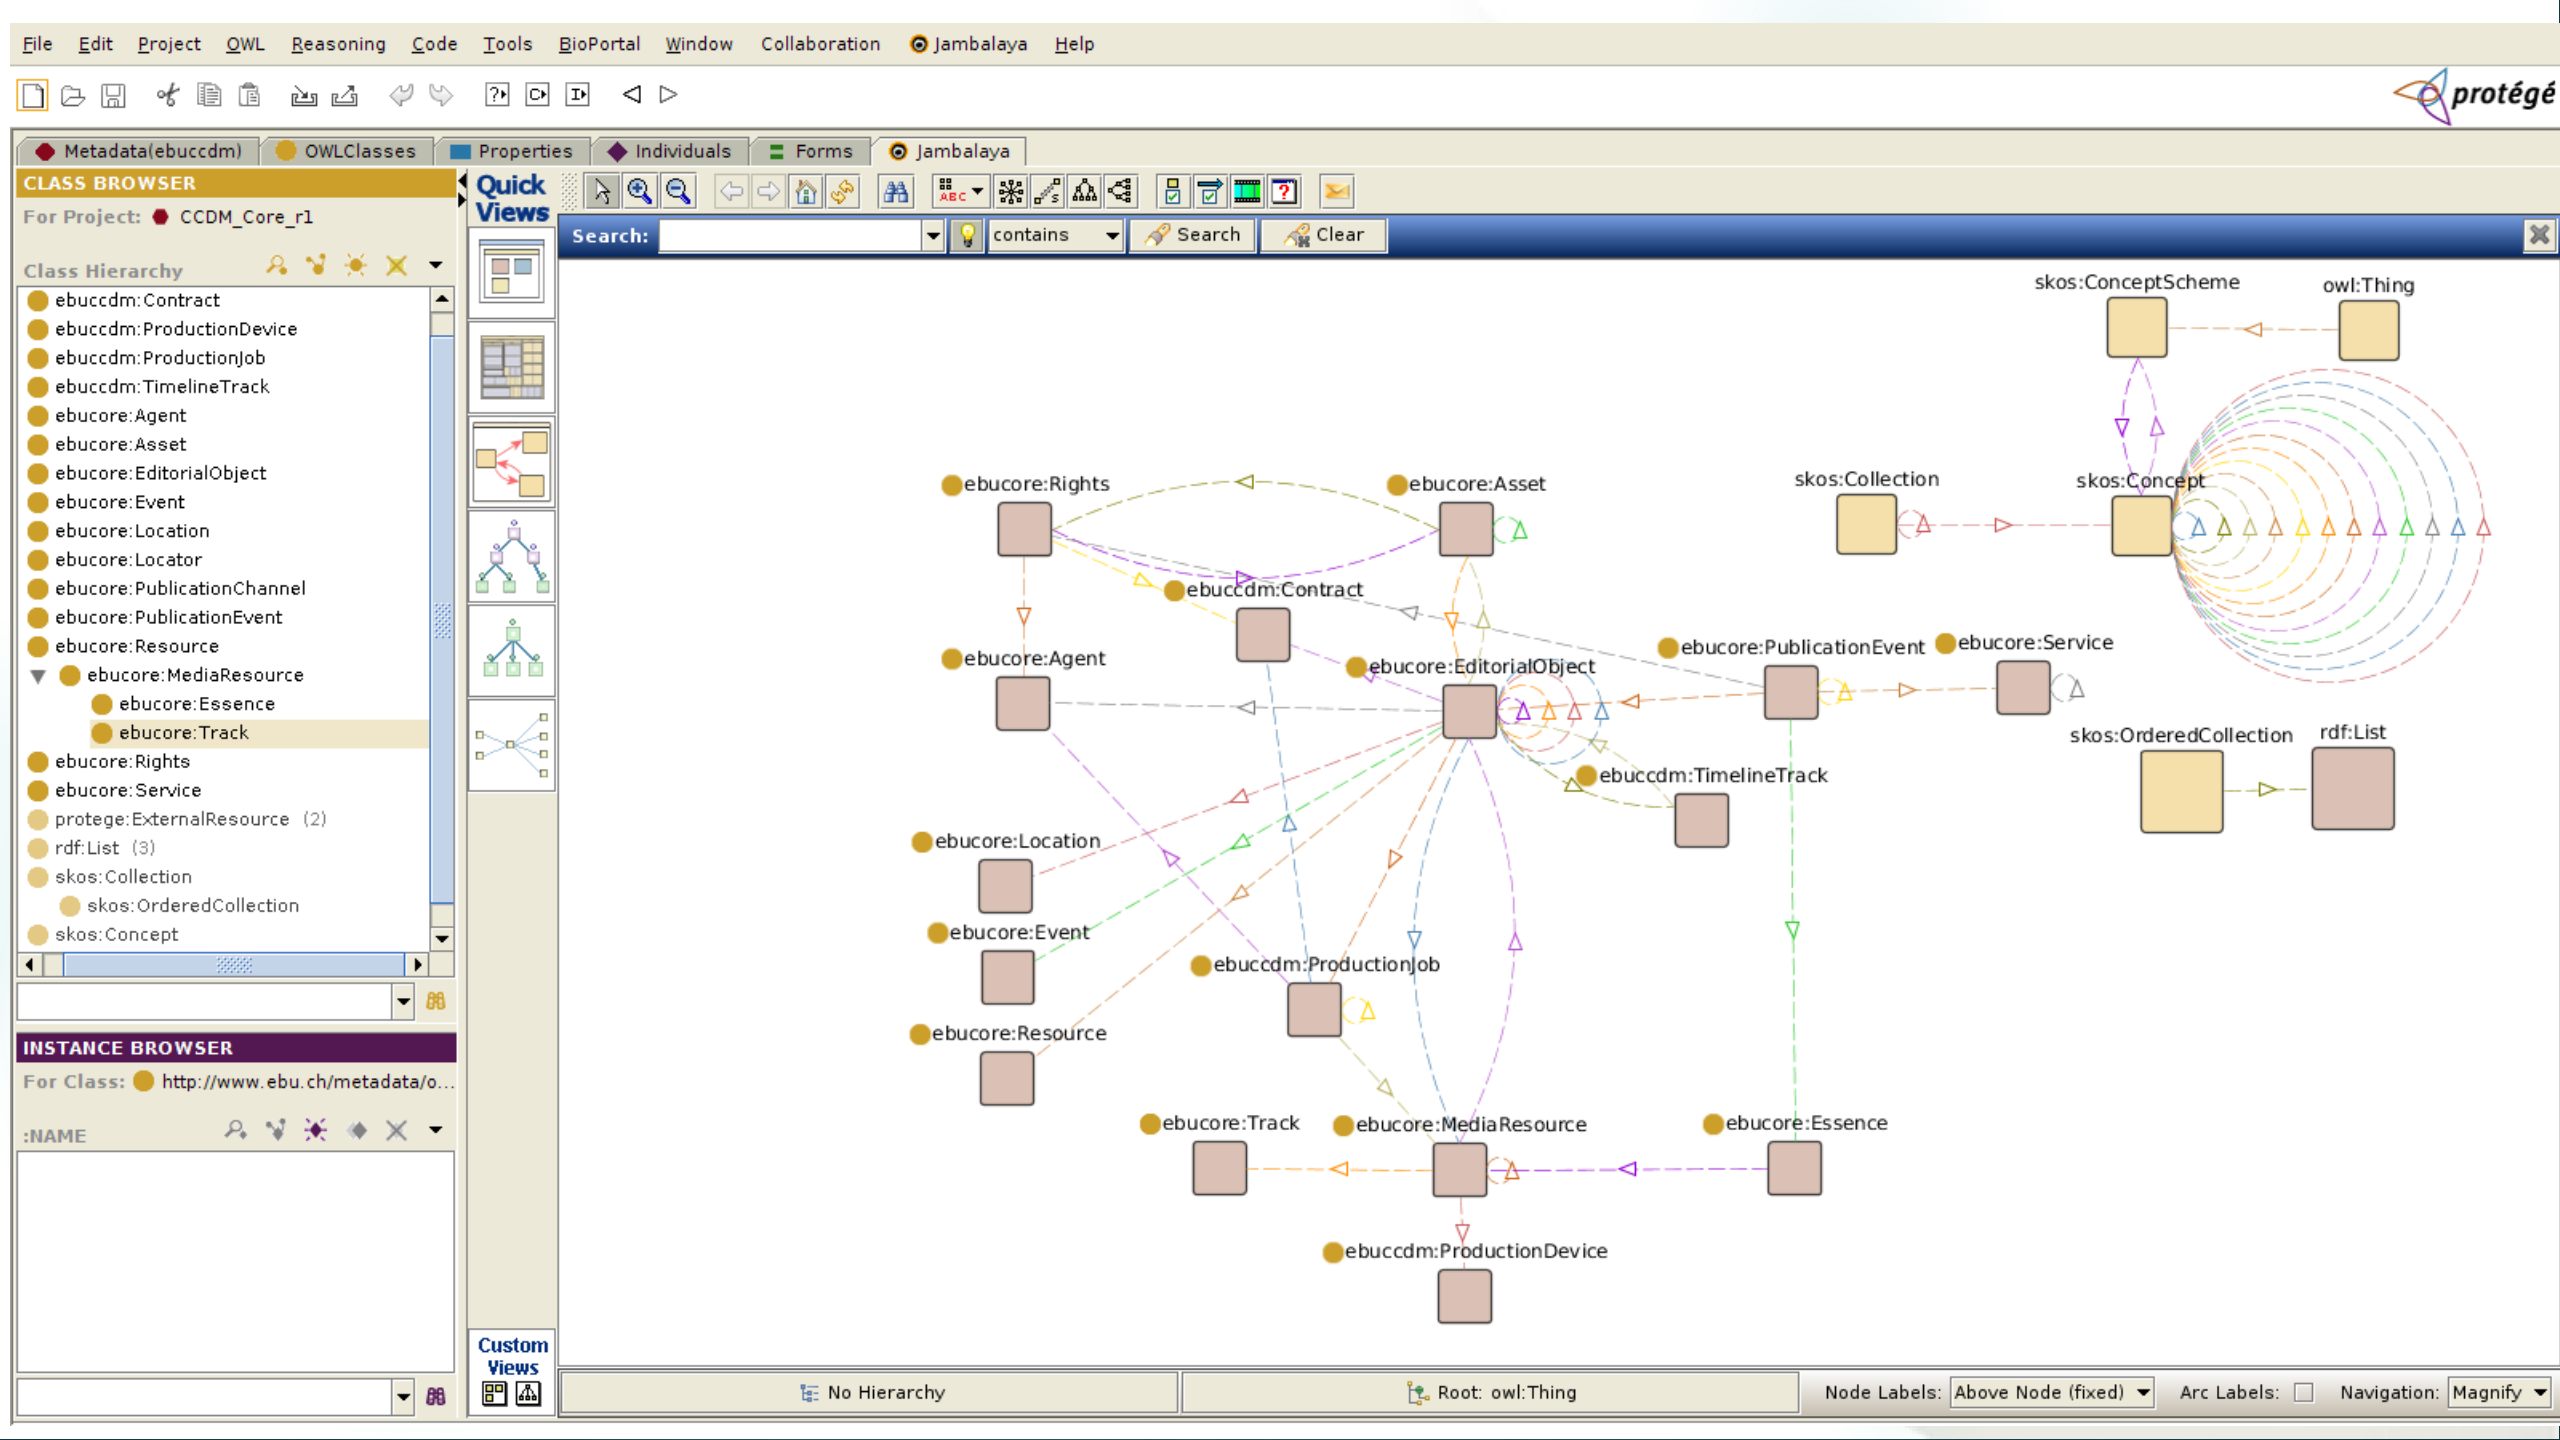 File Edit Project OWL Reasoning Code Tools BioPortal Window Collaboration Jambalaya Help
protégé
Metadata(ebuccdm) OWLClasses Properties Individuals Forms Jambalaya
CLASS BROWSER
For Project: CCDM_Core_r1
Class Hierarchy
ebuccdm:Contract
ebuccdm:ProductionDevice
ebuccdm:ProductionJob
ebuccdm:TimelineTrack
ebucore:Agent
ebucore:Asset
ebucore:EditorialObject
ebucore:Event
ebucore:Location
ebucore:Locator
ebucore:PublicationChannel
ebucore:PublicationEvent
ebucore:Resource
ebucore:MediaResource
ebucore:Essence
ebucore:Track
ebucore:Rights
ebucore:Service
protege:ExternalResource (2)
rdf:List (3)
skos:Collection
skos:OrderedCollection
skos:Concept
INSTANCE BROWSER
For Class: http://www.ebu.ch/metadata/o...
:NAME
Quick
Views
Custom
Views
ABC
Search: contains Search Clear
skos:ConceptScheme
owl:Thing
skos:Collection
skos:Concept
ebucore:Rights
ebucore:Asset
ebuccdm:Contract
ebucore:Agent
ebucore:EditorialObject
ebucore:PublicationEvent
ebucore:Service
skos:OrderedCollection
rdf:List
ebuccdm:TimelineTrack
ebucore:Location
ebucore:Event
ebuccdm:ProductionJob
ebucore:Resource
ebucore:Track
ebucore:MediaResource
ebucore:Essence
ebuccdm:ProductionDevice
No Hierarchy
Root: owl:Thing
Node Labels: Above Node (fixed)
Arc Labels:
Navigation: Magnify